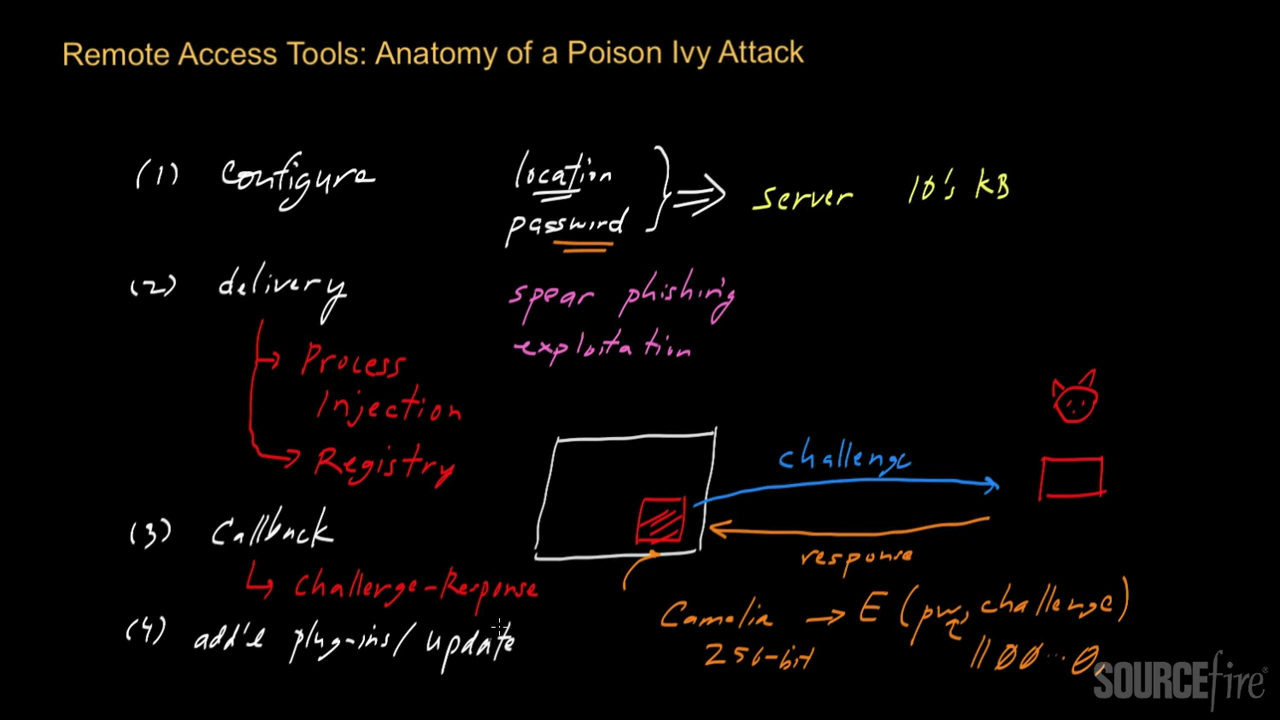 Remote Access Tools: Anatomy of a Poison Ivy Attack
(1) Configure
location
password
server 10's KB
(2) delivery
spear phishing
exploitation
Process
Injection
Registry
challenge
(3) Callback
response
Challenge-Response
Camelia → E (pw, challenge)
256-bit
||00...0
(4) add'l plug-ins/update
SOURCEfire®